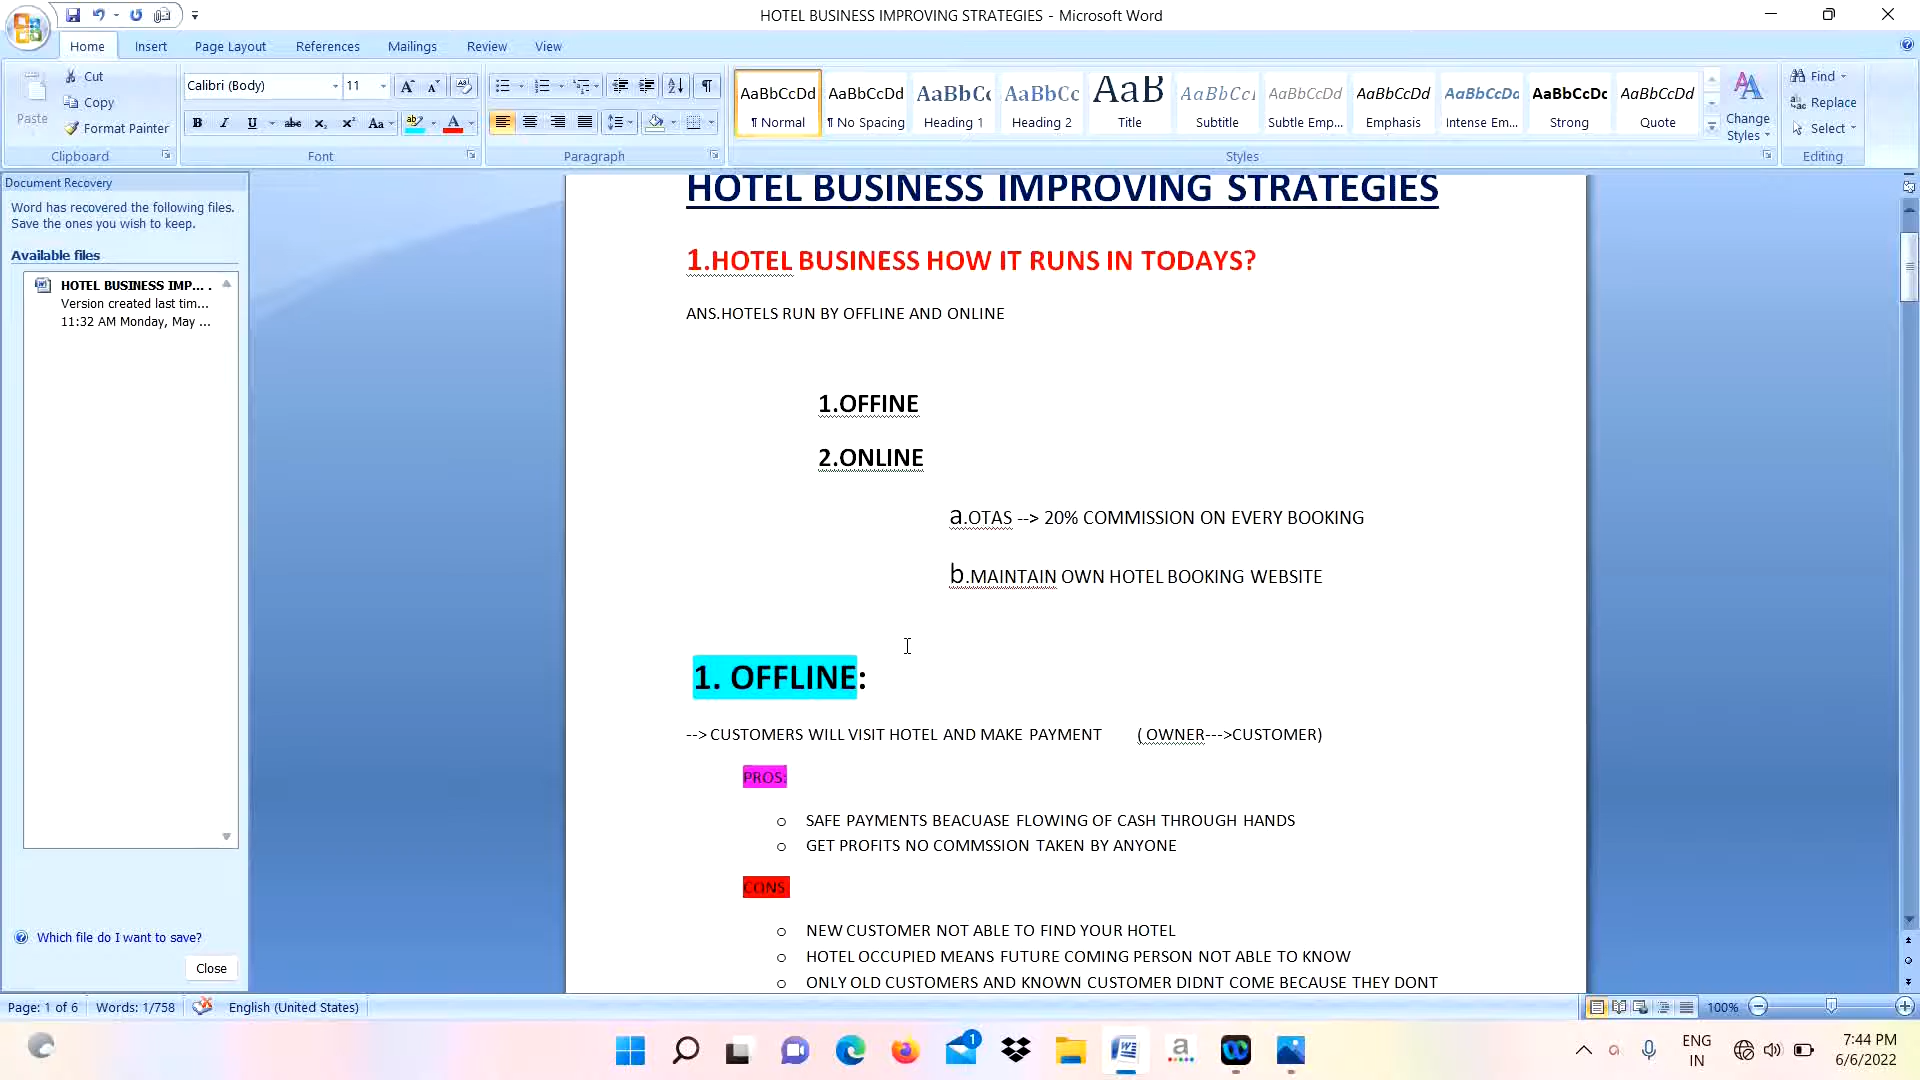 HOTEL BUSINESS IMPROVING STRATEGIES - Microsoft Word
Home Insert Page Layout References Mailings Review View
Paste
Cut
Copy
Format Painter
Clipboard
Calibri (Body) 11
Font
Paragraph
AaBbCcDd AaBbCcDd AaBbCc AaBbCc AaB AaBbCcI AaBbCcDd AaBbCcDd AaBbCcDd AaBbCcDc AaBbCcDd
¶ Normal ¶ No Spacing Heading 1 Heading 2 Title Subtitle Subtle Emp... Emphasis Intense Em... Strong Quote
Change
Styles
Styles
Find
Replace
Select
Editing
Document Recovery
Word has recovered the following files.
Save the ones you wish to keep.
Available files
HOTEL BUSINESS IMP... .
Version created last tim...
11:32 AM Monday, May ...
Which file do I want to save?
Close
HOTEL BUSINESS IMPROVING STRATEGIES
1.HOTEL BUSINESS HOW IT RUNS IN TODAYS?
ANS.HOTELS RUN BY OFFLINE AND ONLINE
1.OFFINE
2.ONLINE
a.OTAS --> 20% COMMISSION ON EVERY BOOKING
b.MAINTAIN OWN HOTEL BOOKING WEBSITE
1. OFFLINE:
--> CUSTOMERS WILL VISIT HOTEL AND MAKE PAYMENT ( OWNER--->CUSTOMER)
PROS:
o SAFE PAYMENTS BEACUASE FLOWING OF CASH THROUGH HANDS
o GET PROFITS NO COMMSSION TAKEN BY ANYONE
CONS
o NEW CUSTOMER NOT ABLE TO FIND YOUR HOTEL
o HOTEL OCCUPIED MEANS FUTURE COMING PERSON NOT ABLE TO KNOW
o ONLY OLD CUSTOMERS AND KNOWN CUSTOMER DIDNT COME BECAUSE THEY DONT
Page: 1 of 6 Words: 1/758 English (United States) 100%
1
ENG
IN
7:44 PM
6/6/2022